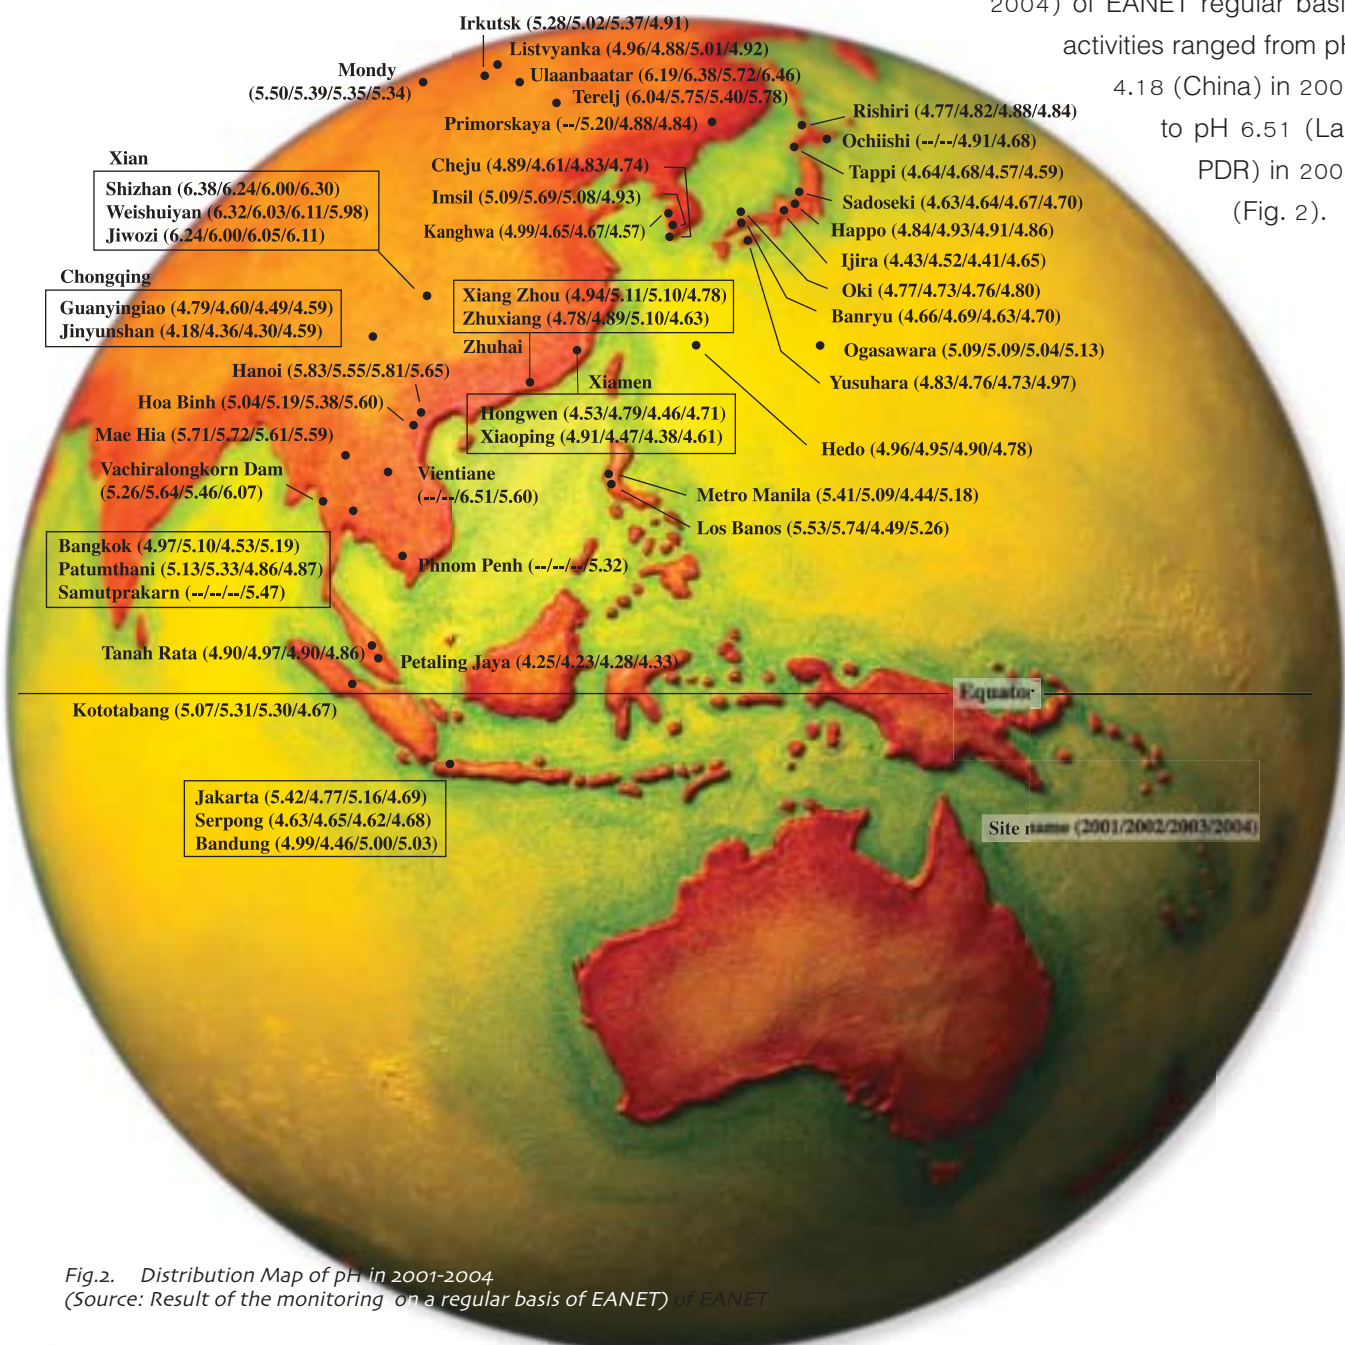 2004) of EANET regular basis
activities ranged from pH
4.18 (China) in 200
to pH 6.51 (La
PDR) in 200
(Fig. 2).
Irkutsk (5.28/5.02/5.37/4.91)
Listvyanka (4.96/4.88/5.01/4.92)
Mondy
(5.50/5.39/5.35/5.34)
Ulaanbaatar (6.19/6.38/5.72/6.46)
Terelj (6.04/5.75/5.40/5.78)
Primorskaya (--/5.20/4.88/4.84)
Rishiri (4.77/4.82/4.88/4.84)
Ochiishi (--/--/4.91/4.68)
Tappi (4.64/4.68/4.57/4.59)
Sadoseki (4.63/4.64/4.67/4.70)
Happo (4.84/4.93/4.91/4.86)
Ijira (4.43/4.52/4.41/4.65)
Oki (4.77/4.73/4.76/4.80)
Banryu (4.66/4.69/4.63/4.70)
Ogasawara (5.09/5.09/5.04/5.13)
Yusuhara (4.83/4.76/4.73/4.97)
Hedo (4.96/4.95/4.90/4.78)
Cheju (4.89/4.61/4.83/4.74)
Imsil (5.09/5.69/5.08/4.93)
Kanghwa (4.99/4.65/4.67/4.57)
Xian
Shizhan (6.38/6.24/6.00/6.30)
Weishuiyan (6.32/6.03/6.11/5.98)
Jiwozi (6.24/6.00/6.05/6.11)
Chongqing
Guanyingiao (4.79/4.60/4.49/4.59)
Jinyunshan (4.18/4.36/4.30/4.59)
Xiang Zhou (4.94/5.11/5.10/4.78)
Zhuxiang (4.78/4.89/5.10/4.63)
Zhuhai
Xiamen
Hongwen (4.53/4.79/4.46/4.71)
Xiaoping (4.91/4.47/4.38/4.61)
Hanoi (5.83/5.55/5.81/5.65)
Hoa Binh (5.04/5.19/5.38/5.60)
Mae Hia (5.71/5.72/5.61/5.59)
Vachiralongkorn Dam
(5.26/5.64/5.46/6.07)
Vientiane
(--/--/6.51/5.60)
Metro Manila (5.41/5.09/4.44/5.18)
Los Banos (5.53/5.74/4.49/5.26)
Bangkok (4.97/5.10/4.53/5.19)
Patumthani (5.13/5.33/4.86/4.87)
Samutprakarn (--/--/--/5.47)
Phnom Penh (--/--/--/5.32)
Tanah Rata (4.90/4.97/4.90/4.86)
Petaling Jaya (4.25/4.23/4.28/4.33)
Equator
Kototabang (5.07/5.31/5.30/4.67)
Jakarta (5.42/4.77/5.16/4.69)
Serpong (4.63/4.65/4.62/4.68)
Bandung (4.99/4.46/5.00/5.03)
Site name (2001/2002/2003/2004)
Fig.2. Distribution Map of pH in 2001-2004
(Source: Result of the monitoring on a regular basis of EANET) of EANET